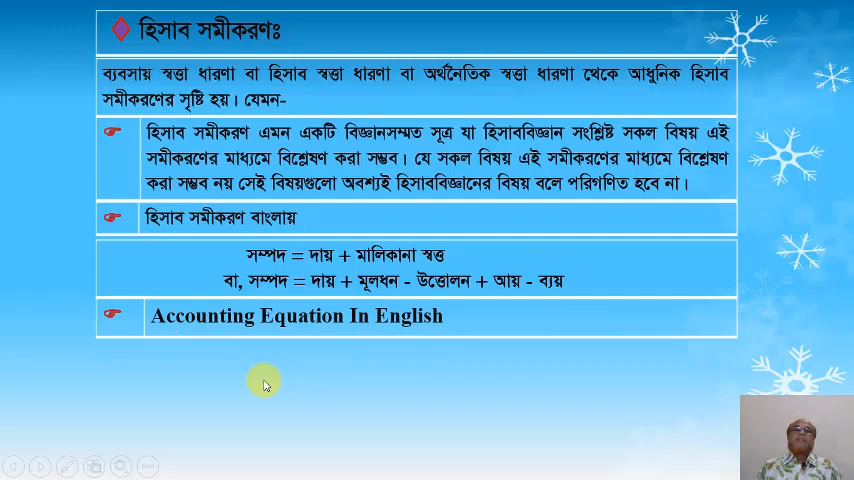 হিসাব সমীকরণঃ
ব্যবসায় স্বত্তা ধারণা বা হিসাব স্বত্তা ধারণা বা অর্থনৈতিক স্বত্তা ধারণা থেকে আধুনিক হিসাব
সমীকরণের সৃষ্টি হয়। যেমন-
হিসাব সমীকরণ এমন একটি বিজ্ঞানসম্মত সূত্র যা হিসাববিজ্ঞান সংশ্লিষ্ট সকল বিষয় এই
সমীকরণের মাধ্যমে বিশ্লেষণ করা সম্ভব। যে সকল বিষয় এই সমীকরণের মাধ্যমে বিশ্লেষণ
করা সম্ভব নয় সেই বিষয়গুলো অবশ্যই হিসাববিজ্ঞানের বিষয় বলে পরিগণিত হবে না।
হিসাব সমীকরণ বাংলায়
সম্পদ = দায় + মালিকানা স্বত্ত
বা, সম্পদ = দায় + মূলধন - উত্তোলন + আয় - ব্যয়
Accounting Equation In English